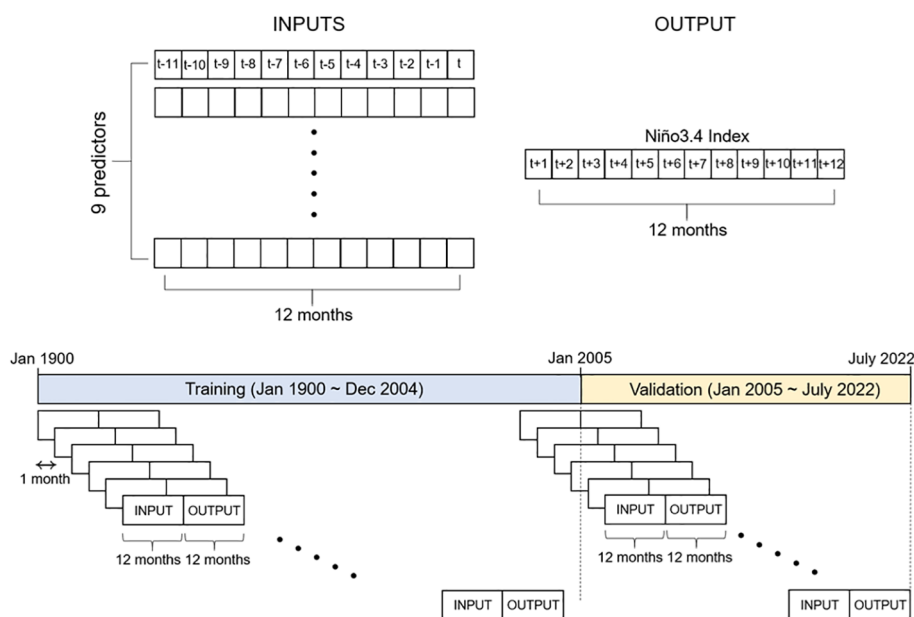 INPUTS
OUTPUT
t-11 t-10 t-9 t-8 t-7 t-6 t-5 t-4 t-3 t-2 t-1 t
9 predictors
12 months
Niño3.4 Index
t+1 t+2 t+3 t+4 t+5 t+6 t+7 t+8 t+9 t+10 t+11 t+12
12 months
Jan 1900
Jan 2005
July 2022
Training (Jan 1900 ~ Dec 2004)
Validation (Jan 2005 ~ July 2022)
1 month
INPUT OUTPUT
12 months 12 months
INPUT OUTPUT
INPUT OUTPUT
12 months 12 months
INPUT OUTPUT